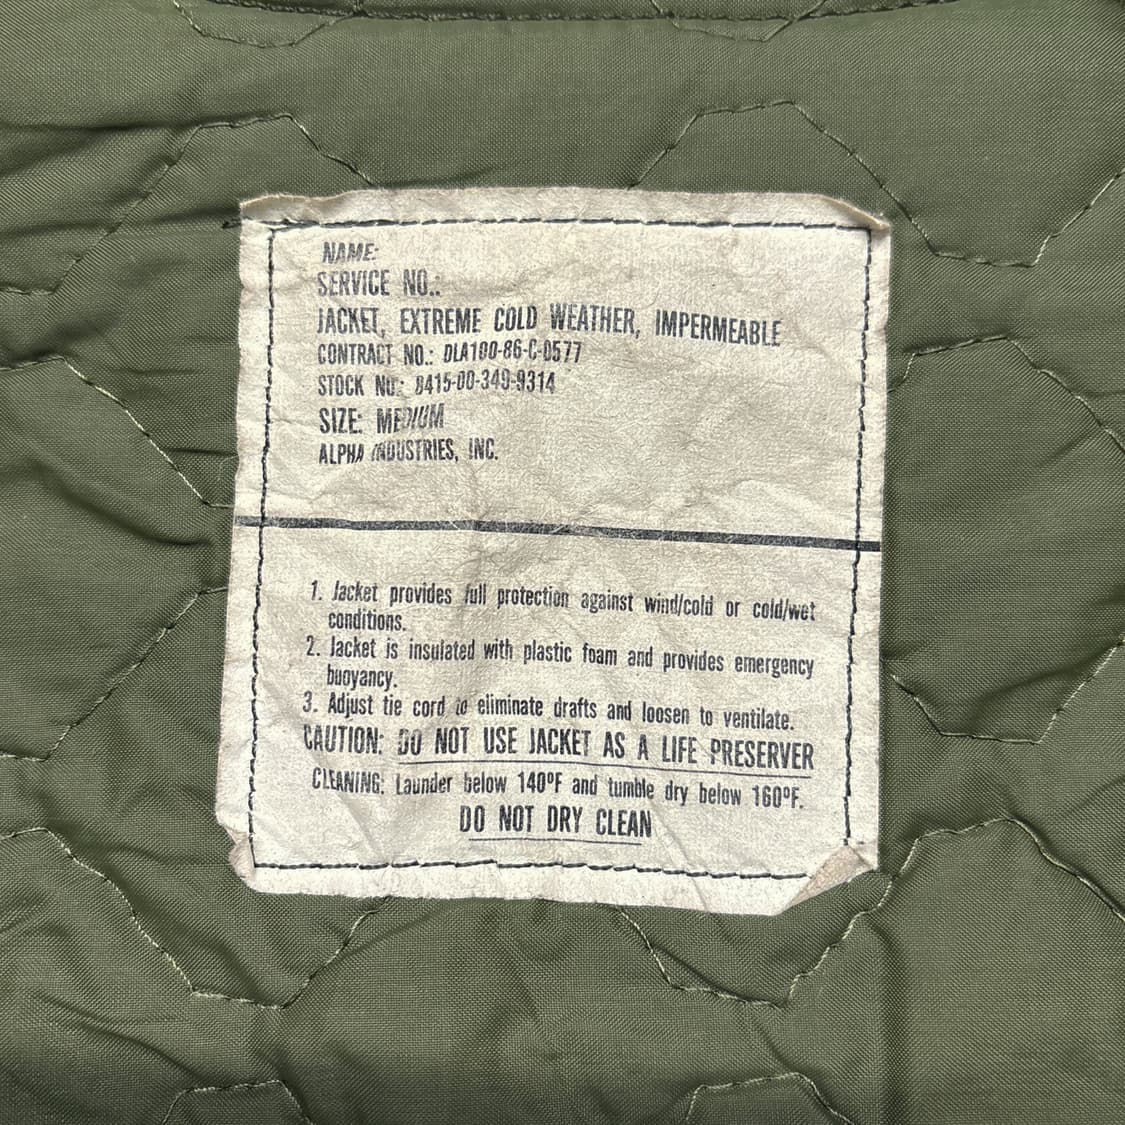 NAME:
SERVICE NO.:
JACKET, EXTREME COLD WEATHER, IMPERMEABLE
CONTRACT NO.: DLA100-86-C-0577
STOCK NO.: 8415-00-349-9314
SIZE: MEDIUM
ALPHA INDUSTRIES, INC.
1. Jacket provides full protection against wind/cold or cold/wet
conditions.
2. Jacket is insulated with plastic foam and provides emergency
buoyancy.
3. Adjust tie cord to eliminate drafts and loosen to ventilate.
CAUTION: DO NOT USE JACKET AS A LIFE PRESERVER
CLEANING: Launder below 140ºF and tumble dry below 160ºF.
DO NOT DRY CLEAN